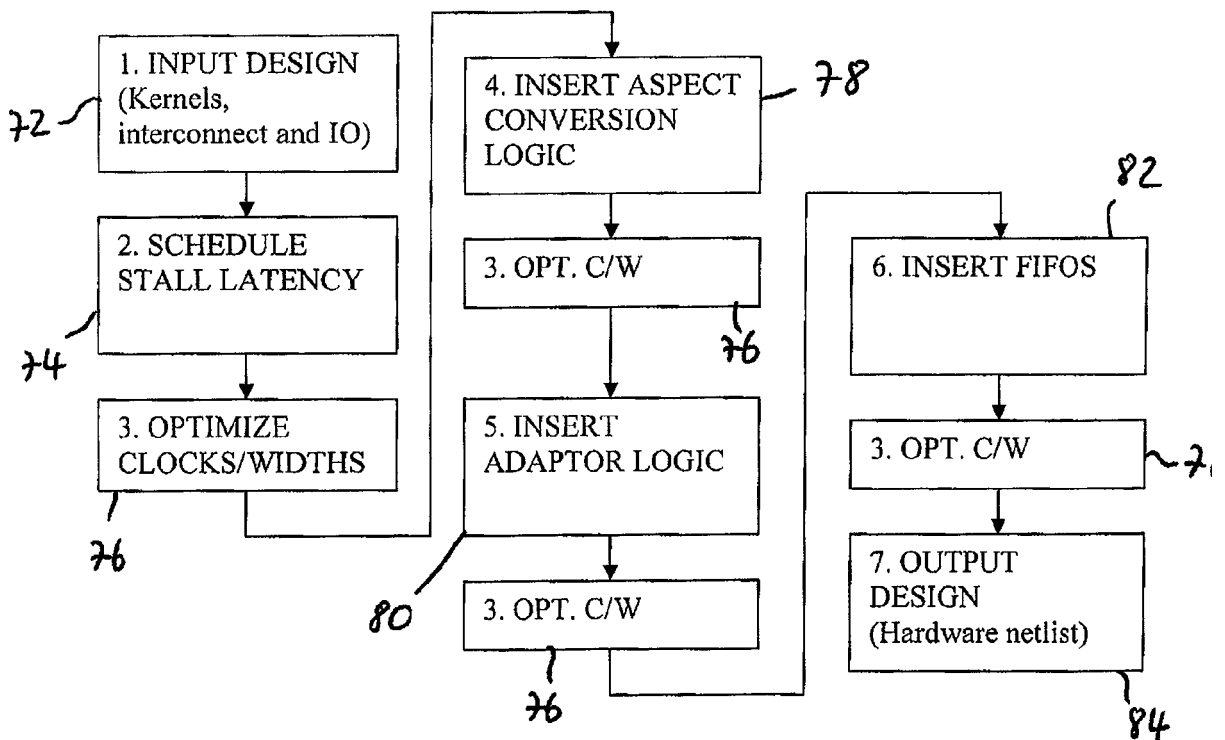 1. INPUT DESIGN
(Kernels,
interconnect and IO)
72
2. SCHEDULE
STALL LATENCY
74
3. OPTIMIZE
CLOCKS/WIDTHS
76
4. INSERT ASPECT
CONVERSION
LOGIC
78
3. OPT. C/W
76
5. INSERT
ADAPTOR LOGIC
80
3. OPT. C/W
76
82
6. INSERT FIFOS
3. OPT. C/W
7. OUTPUT
DESIGN
(Hardware netlist)
84